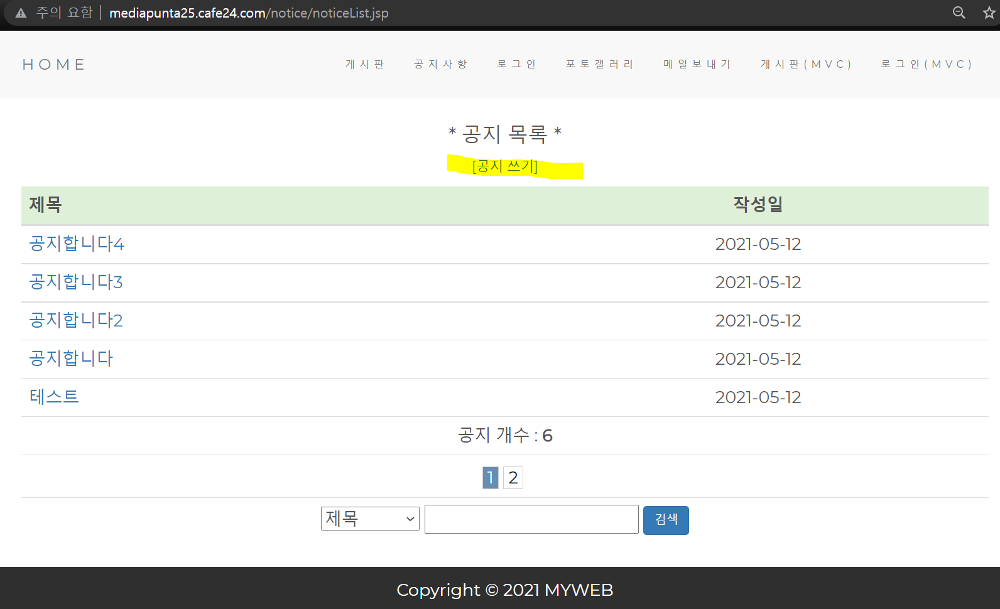 주의 요함 | mediapunta25.cafe24.com/notice/noticeList.jsp
HOME 게시판 공지사항 로그인 포토갤러리 메일보내기 게시판(MVC) 로그인(MVC)
* 공지 목록 *
[공지 쓰기]
제목 작성일
공지합니다4 2021-05-12
공지합니다3 2021-05-12
공지합니다2 2021-05-12
공지합니다 2021-05-12
테스트 2021-05-12
공지 개수 : 6
1 2
제목 검색
Copyright © 2021 MYWEB